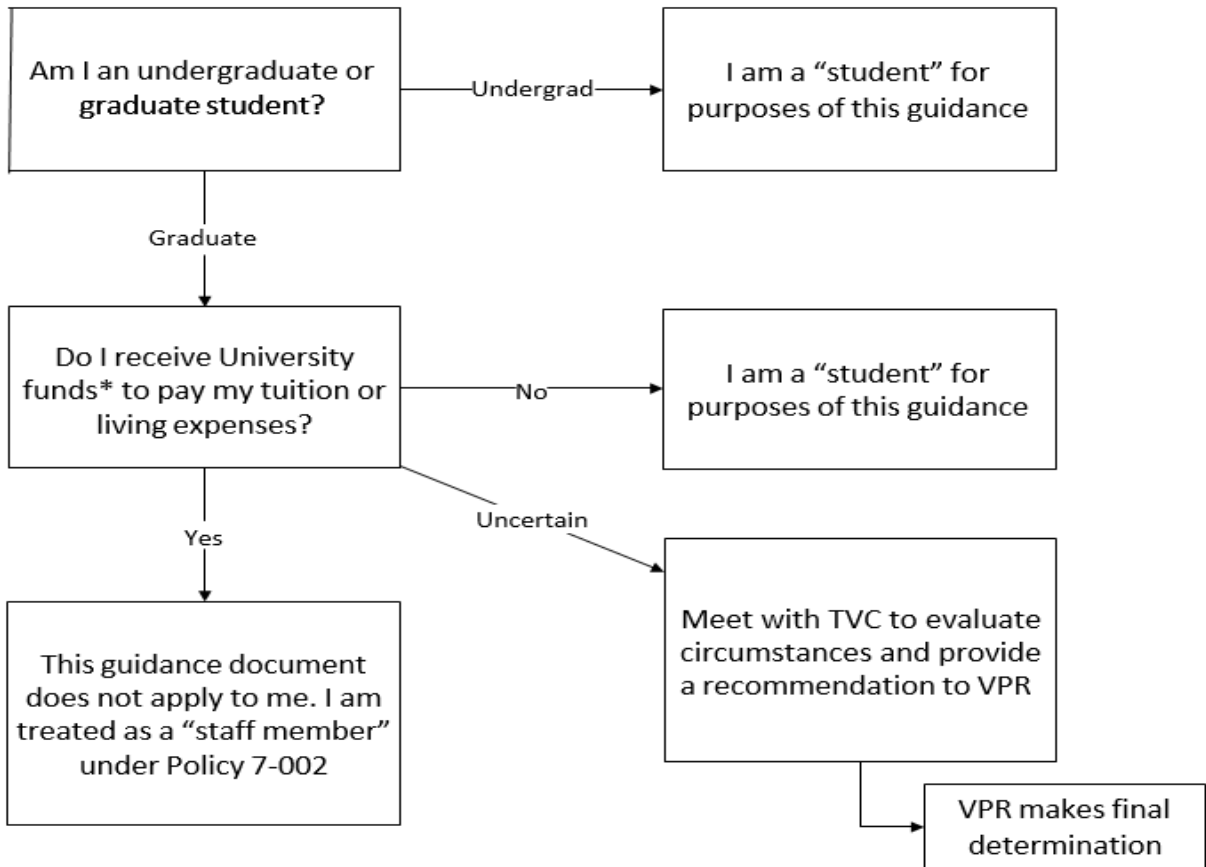 Am I an undergraduate or
graduate student?
Undergrad
I am a “student” for
purposes of this guidance
Graduate
Do I receive University
funds* to pay my tuition or
living expenses?
No
I am a “student” for
purposes of this guidance
Uncertain
Yes
This guidance document
does not apply to me. I am
treated as a “staff member”
under Policy 7-002
Meet with TVC to evaluate
circumstances and provide
a recommendation to VPR
VPR makes final
determination